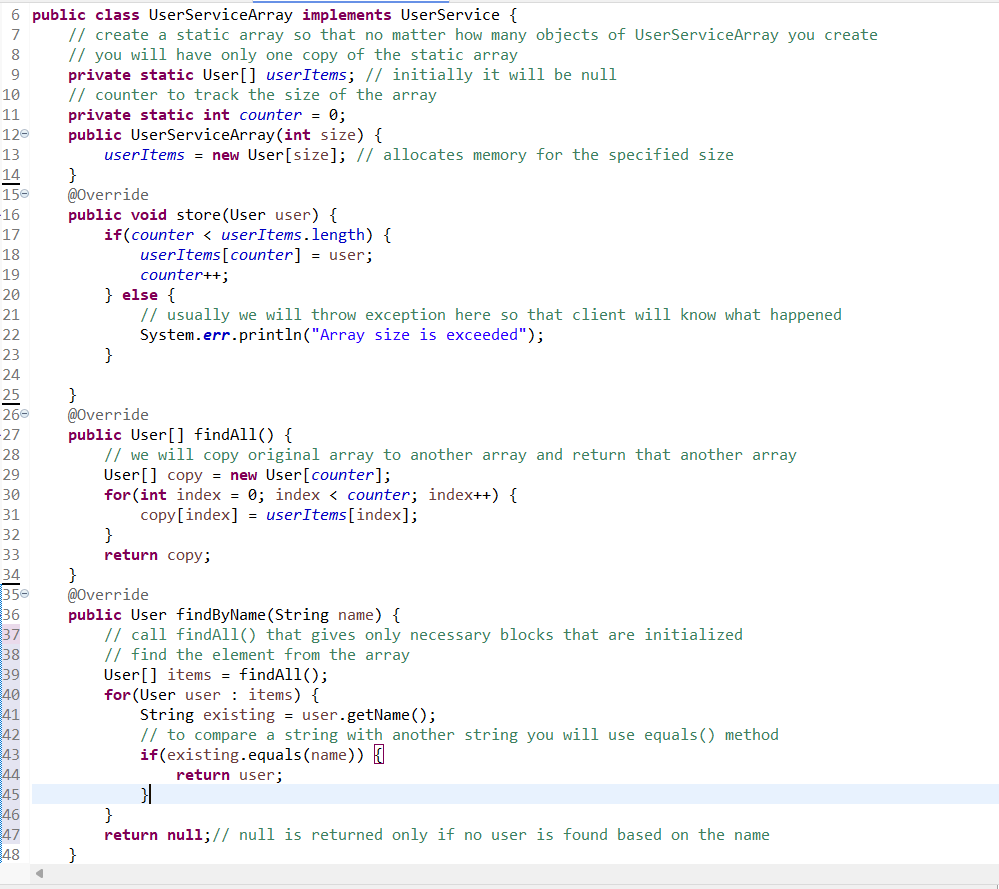 6 public class UserServiceArray implements UserService {
7 // create a static array so that no matter how many objects of UserServiceArray you create
8 // you will have only one copy of the static array
9 private static User[] userItems; // initially it will be null
10 // counter to track the size of the array
11 private static int counter = 0;
12 public UserServiceArray(int size) {
13 userItems = new User[size]; // allocates memory for the specified size
14 }
15 @Override
16 public void store(User user) {
17 if(counter < userItems.length) {
18 userItems[counter] = user;
19 counter++;
20 } else {
21 // usually we will throw exception here so that client will know what happened
22 System.err.println("Array size is exceeded");
23 }
24
25 }
26 @Override
27 public User[] findAll() {
28 // we will copy original array to another array and return that another array
29 User[] copy = new User[counter];
30 for(int index = 0; index < counter; index++) {
31 copy[index] = userItems[index];
32 }
33 return copy;
34 }
35 @Override
36 public User findByName(String name) {
37 // call findAll() that gives only necessary blocks that are initialized
38 // find the element from the array
39 User[] items = findAll();
40 for(User user : items) {
41 String existing = user.getName();
42 // to compare a string with another string you will use equals() method
43 if(existing.equals(name)) {
44 return user;
45 }
46 }
47 return null;// null is returned only if no user is found based on the name
48 }